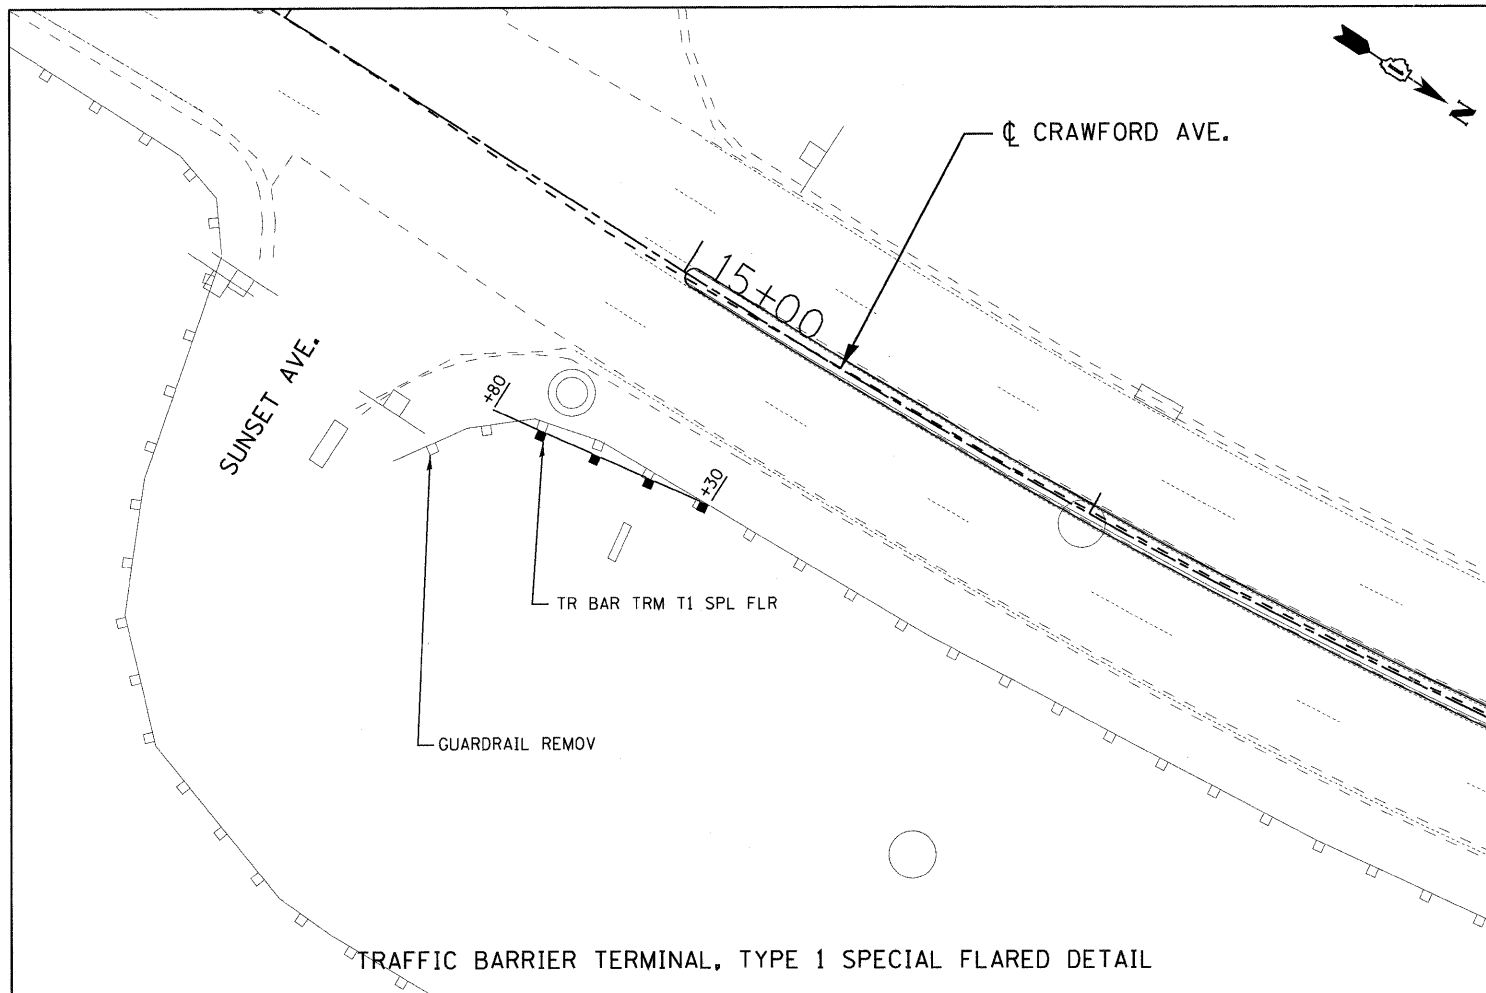 N
℄ CRAWFORD AVE.
15+00
SUNSET AVE.
+80
+30
TR BAR TRM T1 SPL FLR
GUARDRAIL REMOV
TRAFFIC BARRIER TERMINAL, TYPE 1 SPECIAL FLARED DETAIL